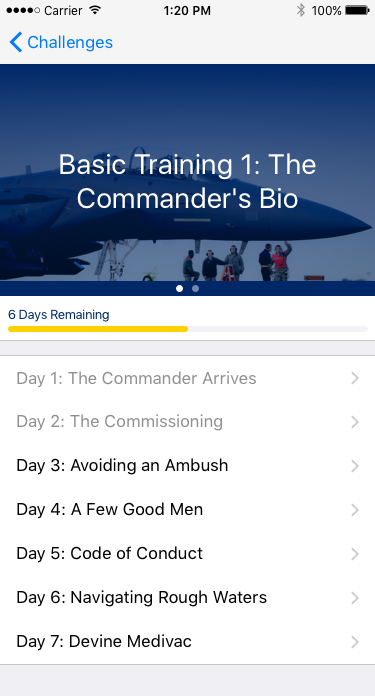 Carrier 1:20 PM 100%
Challenges
Basic Training 1: The
Commander's Bio
6 Days Remaining
Day 1: The Commander Arrives
Day 2: The Commissioning
Day 3: Avoiding an Ambush
Day 4: A Few Good Men
Day 5: Code of Conduct
Day 6: Navigating Rough Waters
Day 7: Devine Medivac